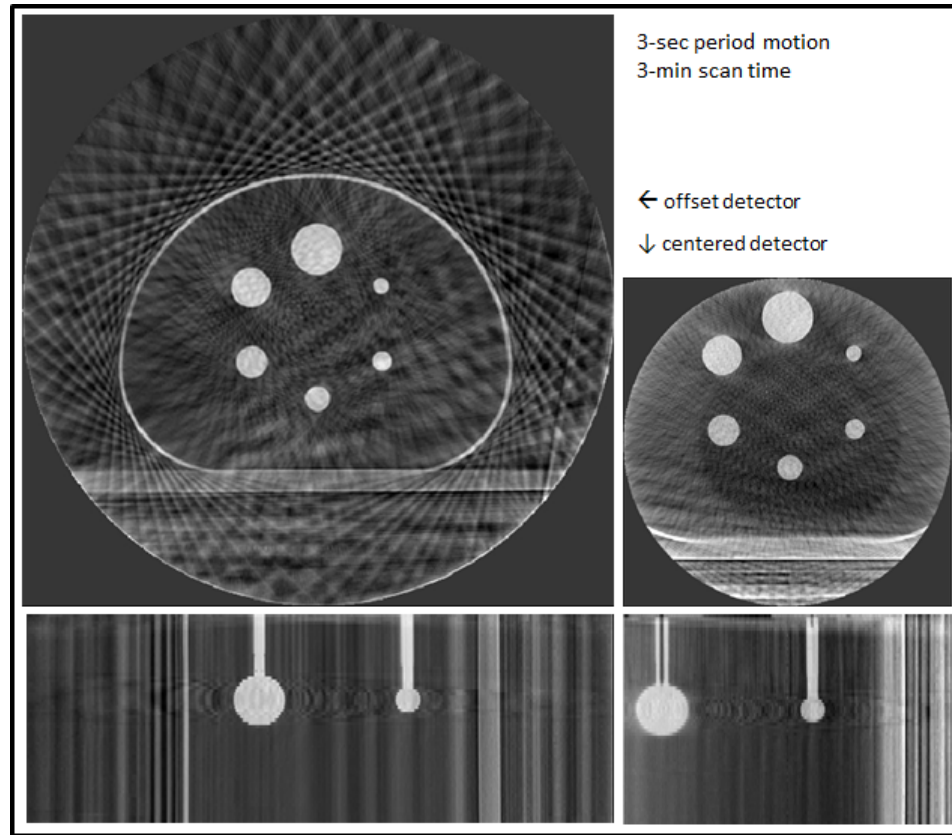 3-sec period motion
3-min scan time
← offset detector
↓ centered detector